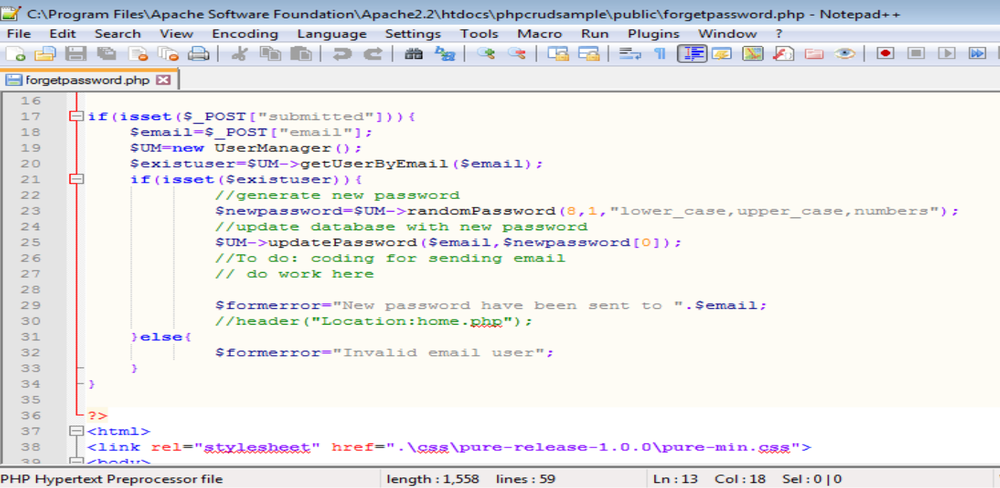 C:\Program Files\Apache Software Foundation\Apache2.2\htdocs\phpcrudsample\public\forgetpassword.php - Notepad++
File Edit Search View Encoding Language Settings Tools Macro Run Plugins Window ?
forgetpassword.php
16
17 if(isset($_POST["submitted"])){
18 $email=$_POST["email"];
19 $UM=new UserManager();
20 $existuser=$UM->getUserByEmail($email);
21 if(isset($existuser)){
22 //generate new password
23 $newpassword=$UM->randomPassword(8,1,"lower_case,upper_case,numbers");
24 //update database with new password
25 $UM->updatePassword($email,$newpassword[0]);
26 //To do: coding for sending email
27 // do work here
28
29 $formerror="New password have been sent to ".$email;
30 //header("Location:home.php");
31 }else{
32 $formerror="Invalid email user";
33 }
34 }
35
36 ?>
37 <html>
38 <link rel="stylesheet" href=".\css\pure-release-1.0.0\pure-min.css">
39 <body>
PHP Hypertext Preprocessor file length : 1,558 lines : 59 Ln : 13 Col : 18 Sel : 0 | 0